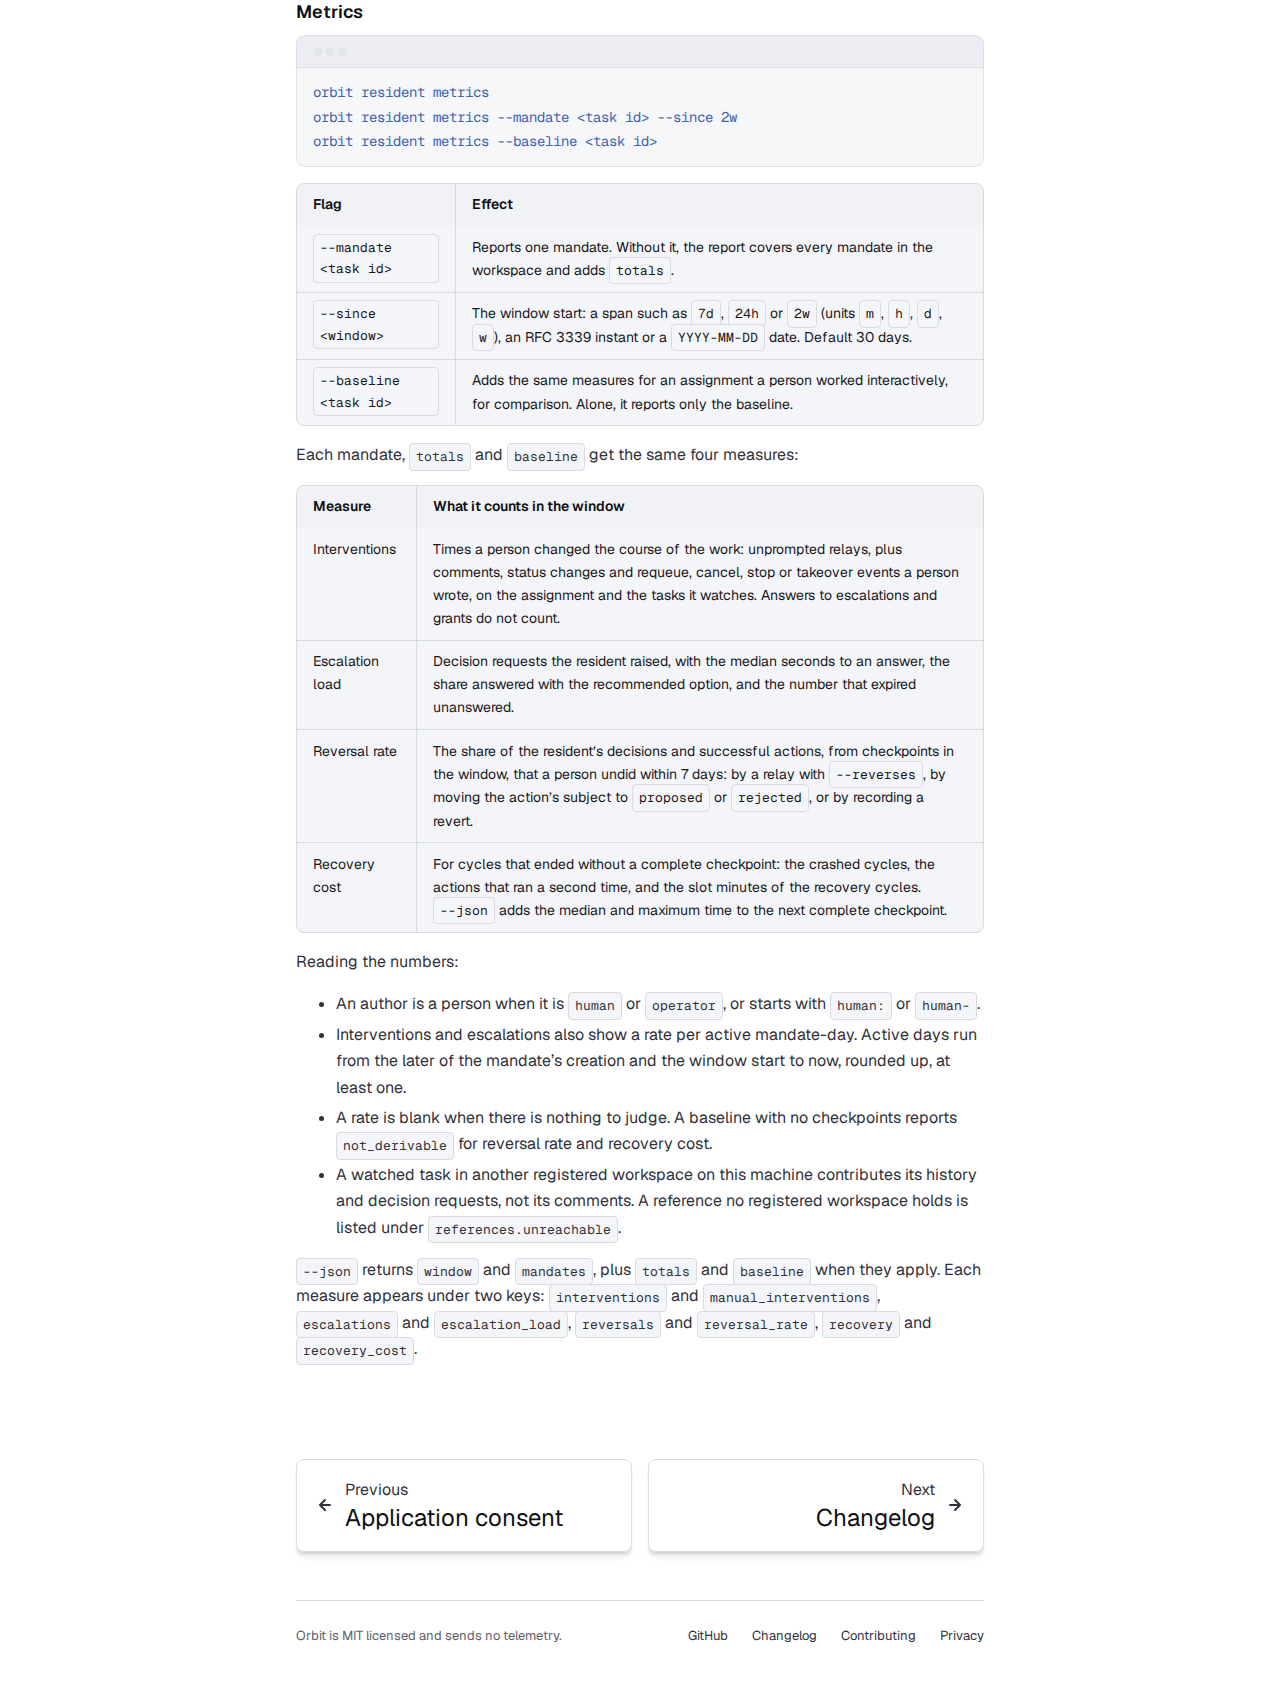 Metrics
orbit resident metrics
orbit resident metrics --mandate <task id> --since 2w
orbit resident metrics --baseline <task id>
Flag Effect
--mandate <task id> Reports one mandate. Without it, the report covers every mandate in the
workspace and adds totals.
--since <window> The window start: a span such as 7d, 24h or 2w (units m, h, d,
w), an RFC 3339 instant or a YYYY-MM-DD date. Default 30 days.
--baseline <task id> Adds the same measures for an assignment a person worked interactively,
for comparison. Alone, it reports only the baseline.
Each mandate, totals and baseline get the same four measures:
Measure What it counts in the window
Interventions Times a person changed the course of the work: unprompted relays, plus
comments, status changes and requeue, cancel, stop or takeover events a person
wrote, on the assignment and the tasks it watches. Answers to escalations and
grants do not count.
Escalation load Decision requests the resident raised, with the median seconds to an answer, the
share answered with the recommended option, and the number that expired
unanswered.
Reversal rate The share of the resident's decisions and successful actions, from checkpoints in
the window, that a person undid within 7 days: by a relay with --reverses, by
moving the action's subject to proposed or rejected, or by recording a
revert.
Recovery cost For cycles that ended without a complete checkpoint: the crashed cycles, the
actions that ran a second time, and the slot minutes of the recovery cycles.
--json adds the median and maximum time to the next complete checkpoint.
Reading the numbers:
• An author is a person when it is human or operator, or starts with human: or human-.
• Interventions and escalations also show a rate per active mandate-day. Active days run
from the later of the mandate's creation and the window start to now, rounded up, at
least one.
• A rate is blank when there is nothing to judge. A baseline with no checkpoints reports
not_derivable for reversal rate and recovery cost.
• A watched task in another registered workspace on this machine contributes its history
and decision requests, not its comments. A reference no registered workspace holds is
listed under references.unreachable.
--json returns window and mandates, plus totals and baseline when they apply. Each
measure appears under two keys: interventions and manual_interventions,
escalations and escalation_load, reversals and reversal_rate, recovery and
recovery_cost.
Previous
Application consent
Next
Changelog
Orbit is MIT licensed and sends no telemetry. GitHub Changelog Contributing Privacy